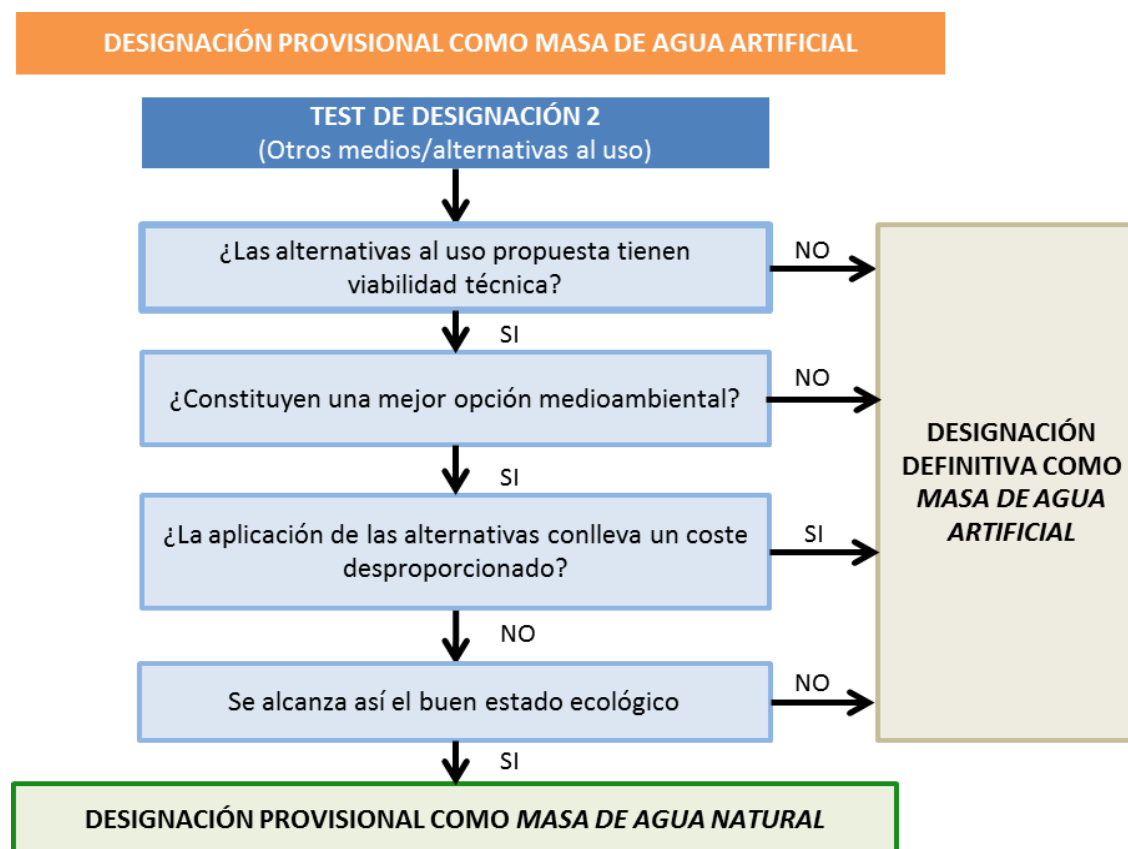 DESIGNACIÓN PROVISIONAL COMO MASA DE AGUA ARTIFICIAL
TEST DE DESIGNACIÓN 2
(Otros medios/alternativas al uso)
¿Las alternativas al uso propuesta tienen
viabilidad técnica?
NO
SI
¿Constituyen una mejor opción medioambiental?
NO
SI
¿La aplicación de las alternativas conlleva un coste
desproporcionado?
SI
NO
Se alcanza así el buen estado ecológico
NO
SI
DESIGNACIÓN
DEFINITIVA COMO
MASA DE AGUA
ARTIFICIAL
DESIGNACIÓN PROVISIONAL COMO MASA DE AGUA NATURAL